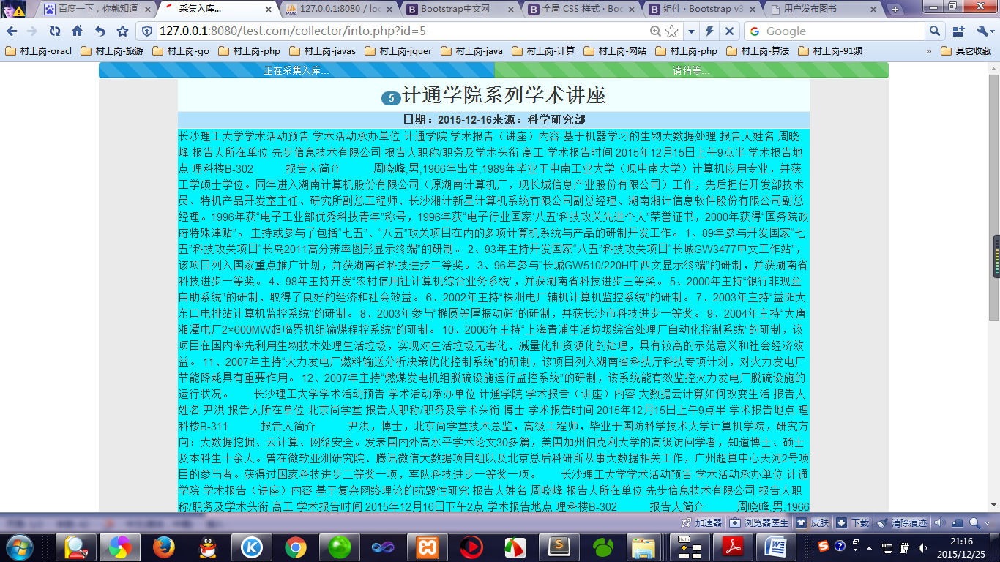 百度一下，你就知道
采集入库...
127.0.0.1:8080 / loc
Bootstrap中文网
全局 CSS 样式 · Boo
组件 · Bootstrap v3
用户发布图书
127.0.0.1:8080/test.com/collector/into.php?id=5
Google
村上岗-oracl
村上岗-旅游
村上岗-go
村上岗-php
村上岗-javas
村上岗-jquer
村上岗-java
村上岗-计算
村上岗-网站
村上岗-php
村上岗-算法
村上岗-91频
»
其它收藏
正在采集入库...
请稍等...
5 计通学院系列学术讲座
日期：2015-12-16来源：科学研究部
长沙理工大学学术活动预告 学术活动承办单位 计通学院 学术报告（讲座）内容 基于机器学习的生物大数据处理 报告人姓名 周晓
峰 报告人所在单位 先步信息技术有限公司 报告人职称/职务及学术头衔 高工 学术报告时间 2015年12月15日上午9点半 学术报告地
点 理科楼B-302 报告人简介 周晓峰,男,1966年出生,1989年毕业于中南工业大学（现中南大学）计算机应用专业，并获
工学硕士学位。同年进入湖南计算机股份有限公司（原湖南计算机厂，现长城信息产业股份有限公司）工作，先后担任开发部技术
员、特机产品开发室主任、研究所副总工程师、长沙湘计新星计算机系统有限公司副总经理、湖南湘计信息软件股份有限公司副总
经理。1996年获“电子工业部优秀科技青年”称号，1996年获“电子行业国家‘八五’科技攻关先进个人”荣誉证书，2000年获得“国务院政
府特殊津贴”。 主持或参与了包括“七五”、“八五”攻关项目在内的多项计算机系统与产品的研制开发工作。 1、89年参与开发国家“七
五”科技攻关项目“长岛2011高分辨率图形显示终端”的研制。 2、93年主持开发国家“八五”科技攻关项目“长城GW3477中文工作站”，
该项目列入国家重点推广计划，并获湖南省科技进步二等奖。 3、96年参与“长城GW510/220H中西文显示终端”的研制，并获湖南省
科技进步一等奖。 4、98年主持开发“农村信用社计算机综合业务系统”，并获湖南省科技进步三等奖。 5、2000年主持“银行非现金
自助系统”的研制，取得了良好的经济和社会效益。 6、2002年主持“株洲电厂辅机计算机监控系统”的研制。 7、2003年主持“益阳大
东口电排站计算机监控系统”的研制。 8、2003年参与“椭圆等厚振动筛”的研制，并获长沙市科技进步一等奖。 9、2004年主持“大唐
湘潭电厂2×600MW超临界机组输煤程控系统”的研制。 10、2006年主持“上海青浦生活垃圾综合处理厂自动化控制系统”的研制，该
项目在国内率先利用生物技术处理生活垃圾，实现对生活垃圾无害化、减量化和资源化的处理，具有较高的示范意义和社会经济效
益。 11、2007年主持“火力发电厂燃料输送分析决策优化控制系统”的研制，该项目列入湖南省科技厅科技专项计划，对火力发电厂
节能降耗具有重要作用。 12、2007年主持“燃煤发电机组脱硫设施运行监控系统”的研制，该系统能有效监控火力发电厂脱硫设施的
运行状况。 长沙理工大学学术活动预告 学术活动承办单位 计通学院 学术报告（讲座）内容 大数据云计算如何改变生活 报告人
姓名 尹洪 报告人所在单位 北京尚学堂 报告人职称/职务及学术头衔 博士 学术报告时间 2015年12月15日上午9点半 学术报告地点 理
科楼B-311 报告人简介 尹洪，博士，北京尚学堂技术总监，高级工程师，毕业于国防科学技术大学计算机学院，研究方
向：大数据挖掘、云计算、网络安全。发表国内外高水平学术论文30多篇，美国加州伯克利大学的高级访问学者，知道博士、硕士
及本科生十余人。曾在微软亚洲研究院、腾讯微信大数据项目组以及北京总后科研所从事大数据相关工作，广州超算中心天河2号项
目的参与者。获得过国家科技进步二等奖一项，军队科技进步一等奖一项。 长沙理工大学学术活动预告 学术活动承办单位 计通
学院 学术报告（讲座）内容 基于复杂网络理论的抗毁性研究 报告人姓名 周晓峰 报告人所在单位 先步信息技术有限公司 报告人职
称/职务及学术头衔 高工 学术报告时间 2015年12月16日下午2点 学术报告地点 理科楼B-302 报告人简介 周晓峰,男,1966
加速器
浏览器医生
皮肤
下载
清除痕迹
21:16
2015/12/25